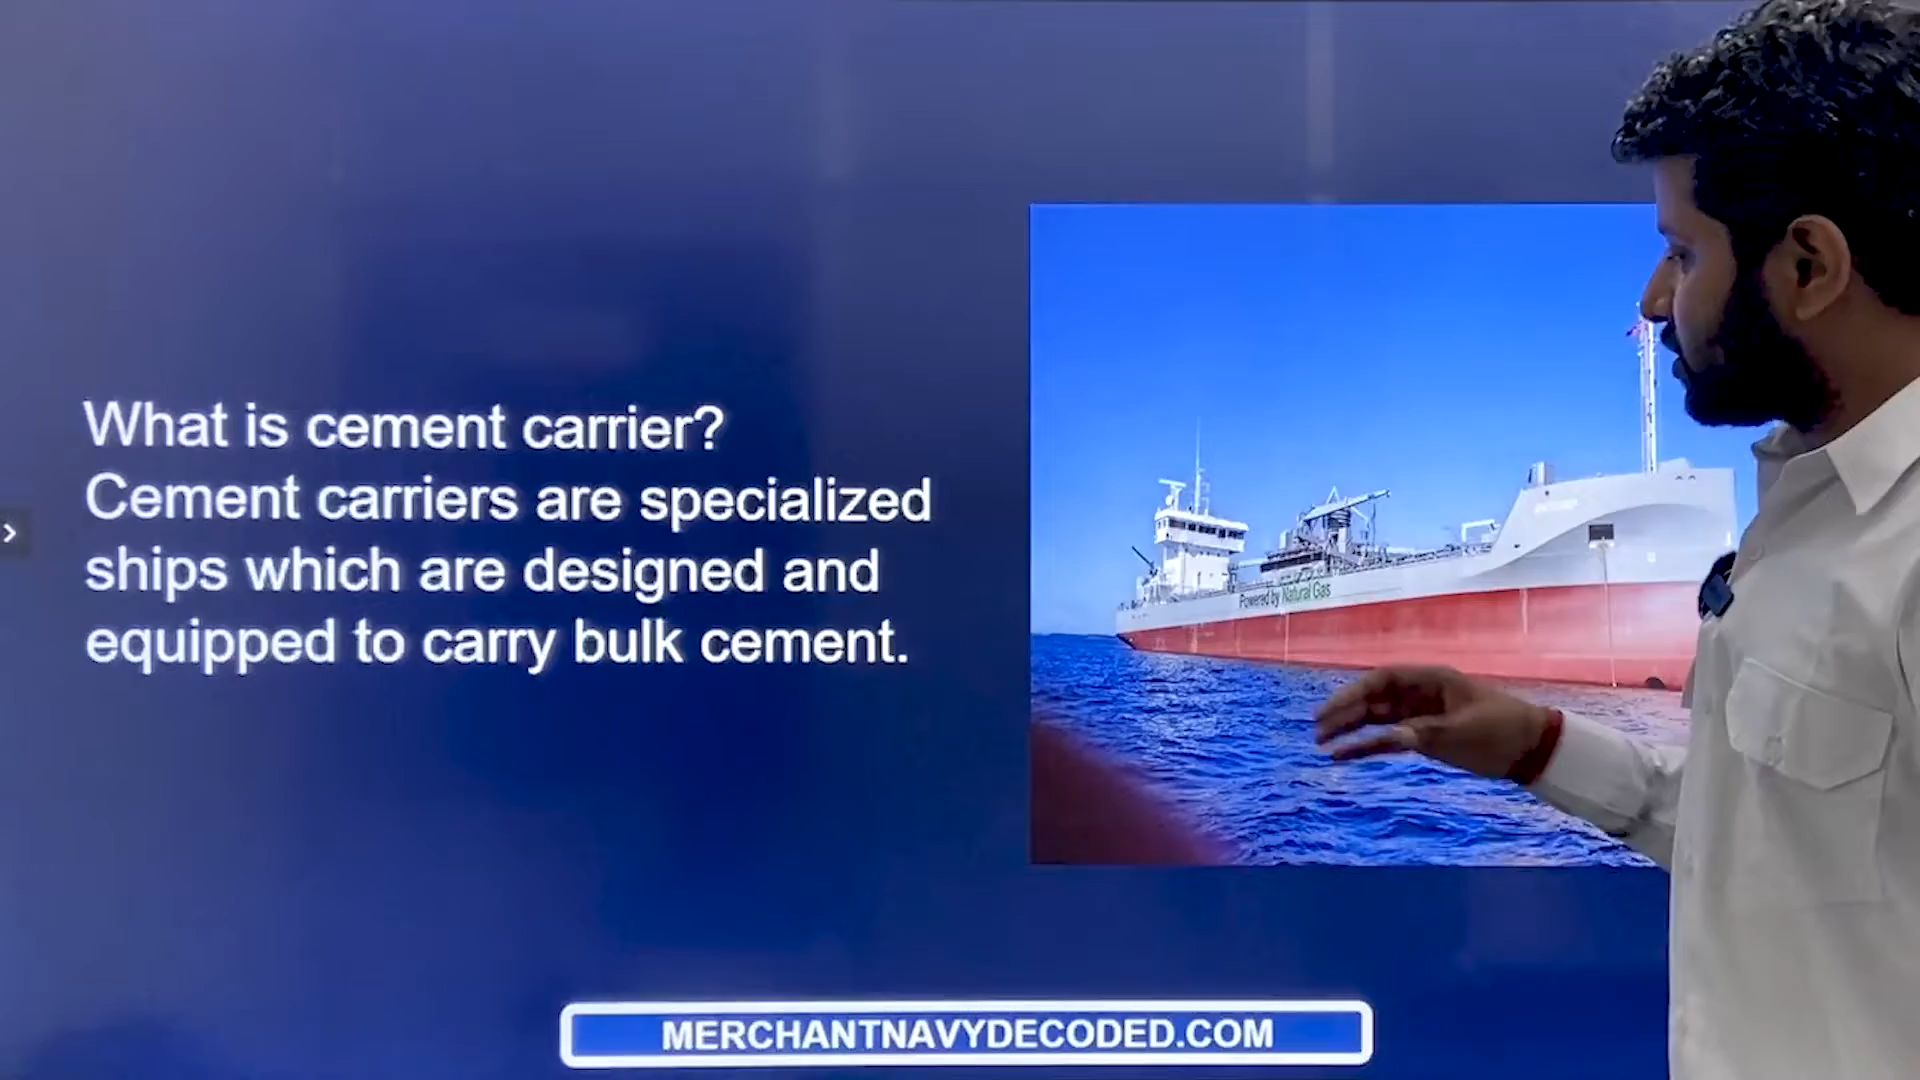 What is cement carrier?
Cement carriers are specialized
ships which are designed and
equipped to carry bulk cement.
Powered by Natural Gas
MERCHANTNAVYDECODED.COM